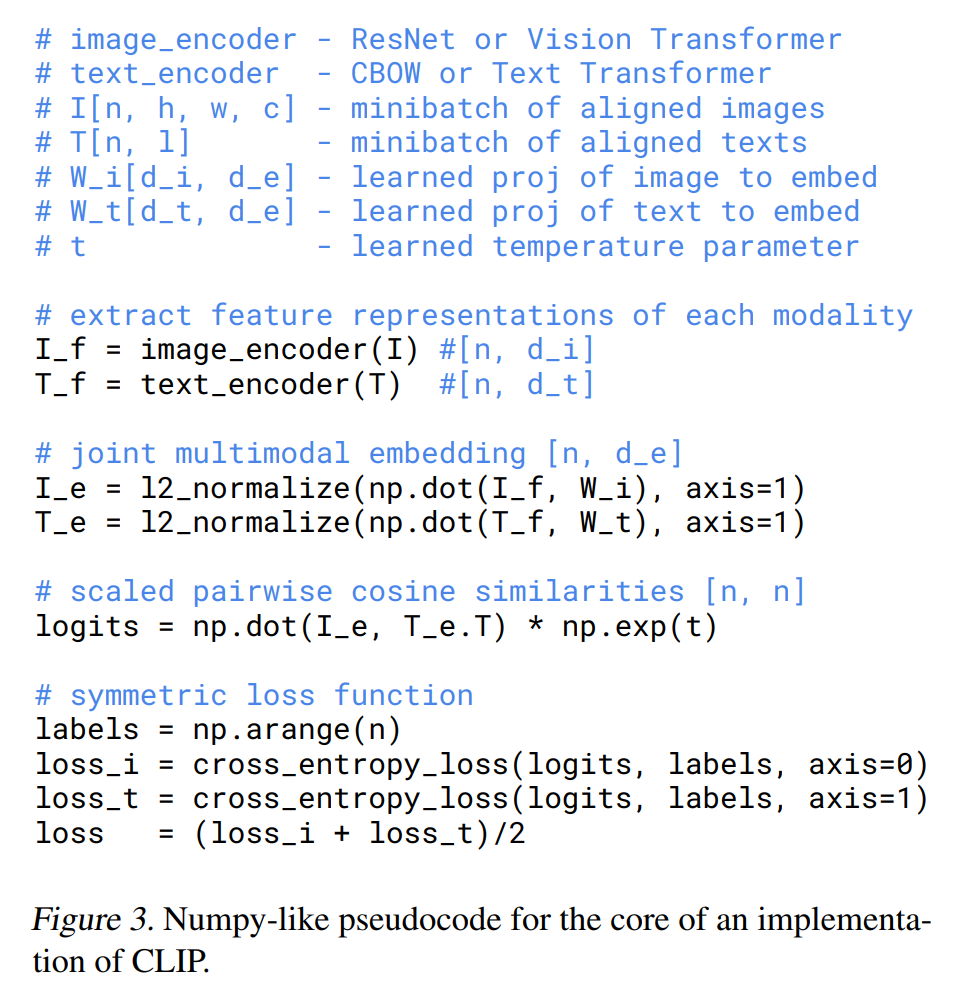 # image_encoder - ResNet or Vision Transformer
# text_encoder  - CBOW or Text Transformer
# I[n, h, w, c] - minibatch of aligned images
# T[n, l]       - minibatch of aligned texts
# W_i[d_i, d_e] - learned proj of image to embed
# W_t[d_t, d_e] - learned proj of text to embed
# t             - learned temperature parameter

# extract feature representations of each modality
I_f = image_encoder(I) #[n, d_i]
T_f = text_encoder(T)  #[n, d_t]

# joint multimodal embedding [n, d_e]
I_e = l2_normalize(np.dot(I_f, W_i), axis=1)
T_e = l2_normalize(np.dot(T_f, W_t), axis=1)

# scaled pairwise cosine similarities [n, n]
logits = np.dot(I_e, T_e.T) * np.exp(t)

# symmetric loss function
labels = np.arange(n)
loss_i = cross_entropy_loss(logits, labels, axis=0)
loss_t = cross_entropy_loss(logits, labels, axis=1)
loss   = (loss_i + loss_t)/2

Figure 3. Numpy-like pseudocode for the core of an implementa-
tion of CLIP.